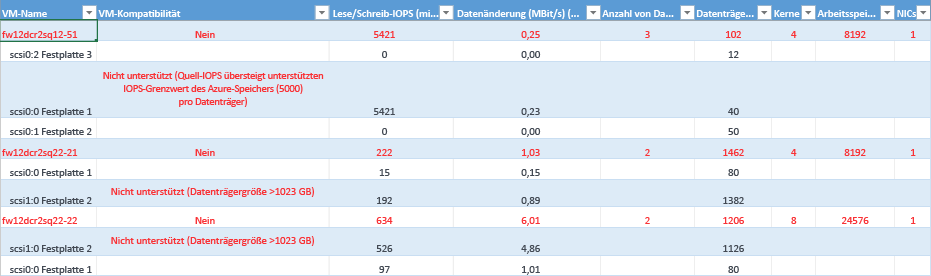 VM-Name VM-Kompatibilität Lese/Schreib-IOPS (mi... Datenänderung (MBit/s) (... Anzahl von Da... Datenträge... Kerne Arbeitsspei... NICs
fw12dcr2sq12-51 Nein 5421 0,25 3 102 4 8192 1
scsi0:2 Festplatte 3 0 0,00 12
Nicht unterstützt (Quell-IOPS übersteigt unterstützten
IOPS-Grenzwert des Azure-Speichers (5000)
pro Datenträger)
scsi0:0 Festplatte 1 5421 0,23 40
scsi0:1 Festplatte 2 0 0,00 50
fw12dcr2sq22-21 Nein 222 1,03 2 1462 4 8192 1
scsi0:0 Festplatte 1 15 0,15 80
Nicht unterstützt (Datenträgergröße >1023 GB)
scsi1:0 Festplatte 2 192 0,89 1382
fw12dcr2sq22-22 Nein 634 6,01 2 1206 8 24576 1
Nicht unterstützt (Datenträgergröße >1023 GB)
scsi1:0 Festplatte 2 526 4,86 1126
scsi0:0 Festplatte 1 97 1,01 80